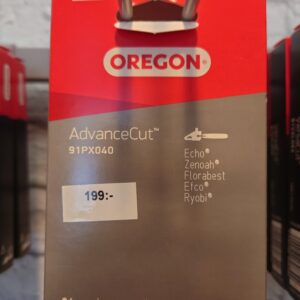 OREGON®
AdvanceCut™
91PX040
199:-
Echo®
Zenoah®
Florabest
Efco®
Ryobi®